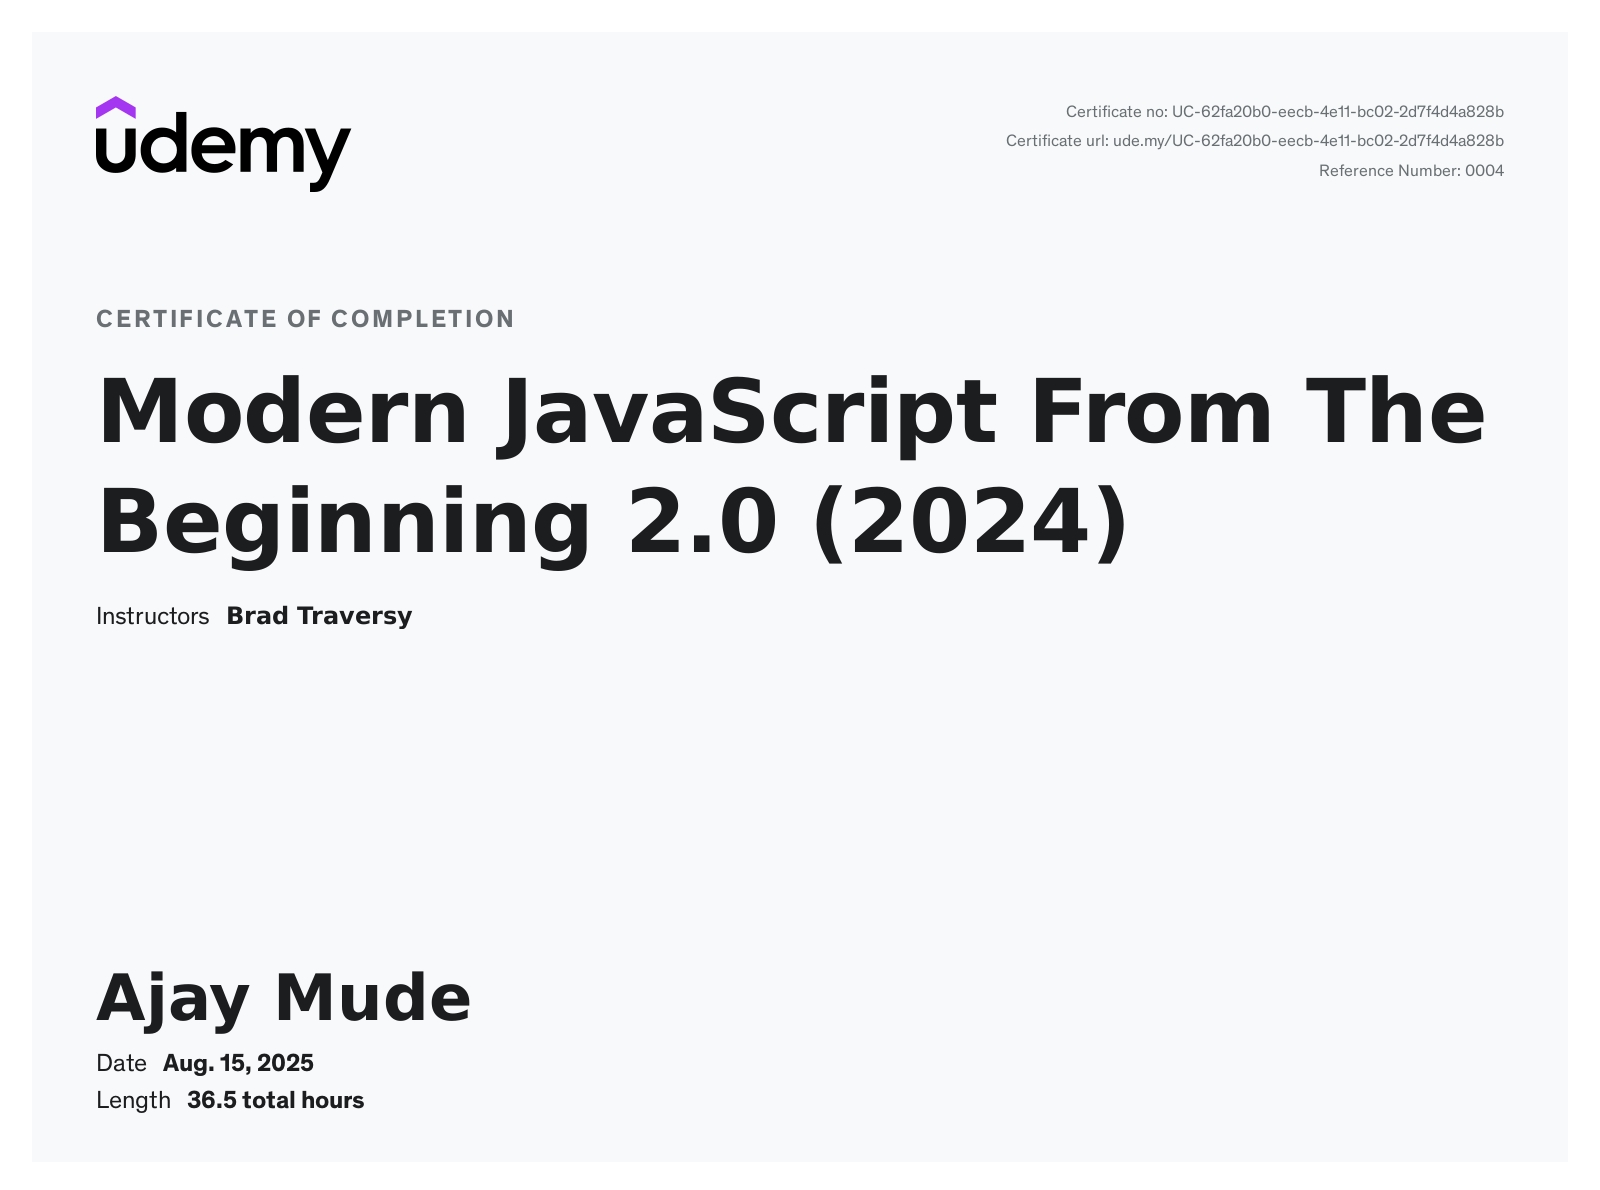 udemy
Certificate no: UC-62fa20b0-eecb-4e11-bc02-2d7f4d4a828b
Certificate url: ude.my/UC-62fa20b0-eecb-4e11-bc02-2d7f4d4a828b
Reference Number: 0004
CERTIFICATE OF COMPLETION
Modern JavaScript From The
Beginning 2.0 (2024)
Instructors Brad Traversy
Ajay Mude
Date Aug. 15, 2025
Length 36.5 total hours